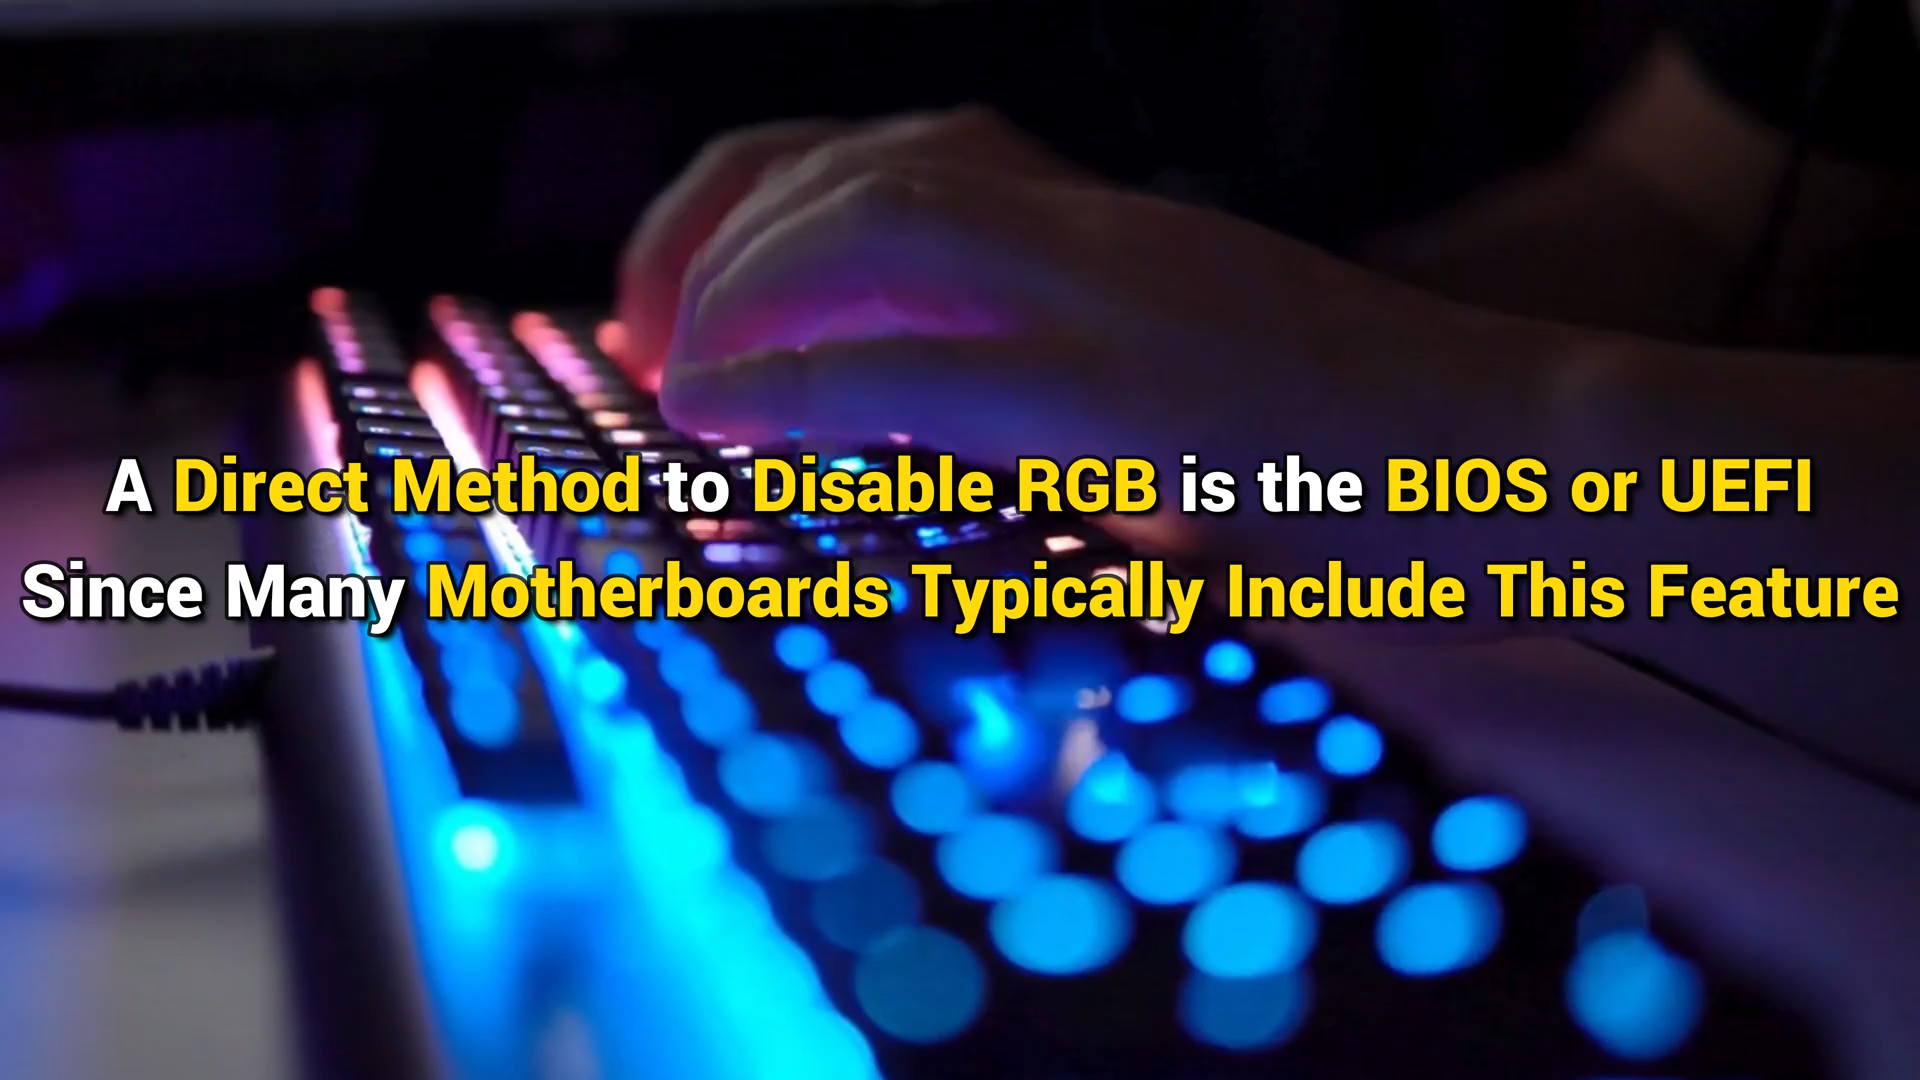 A Direct Method to Disable RGB is the BIOS or UEFI
Since Many Motherboards Typically Include This Feature